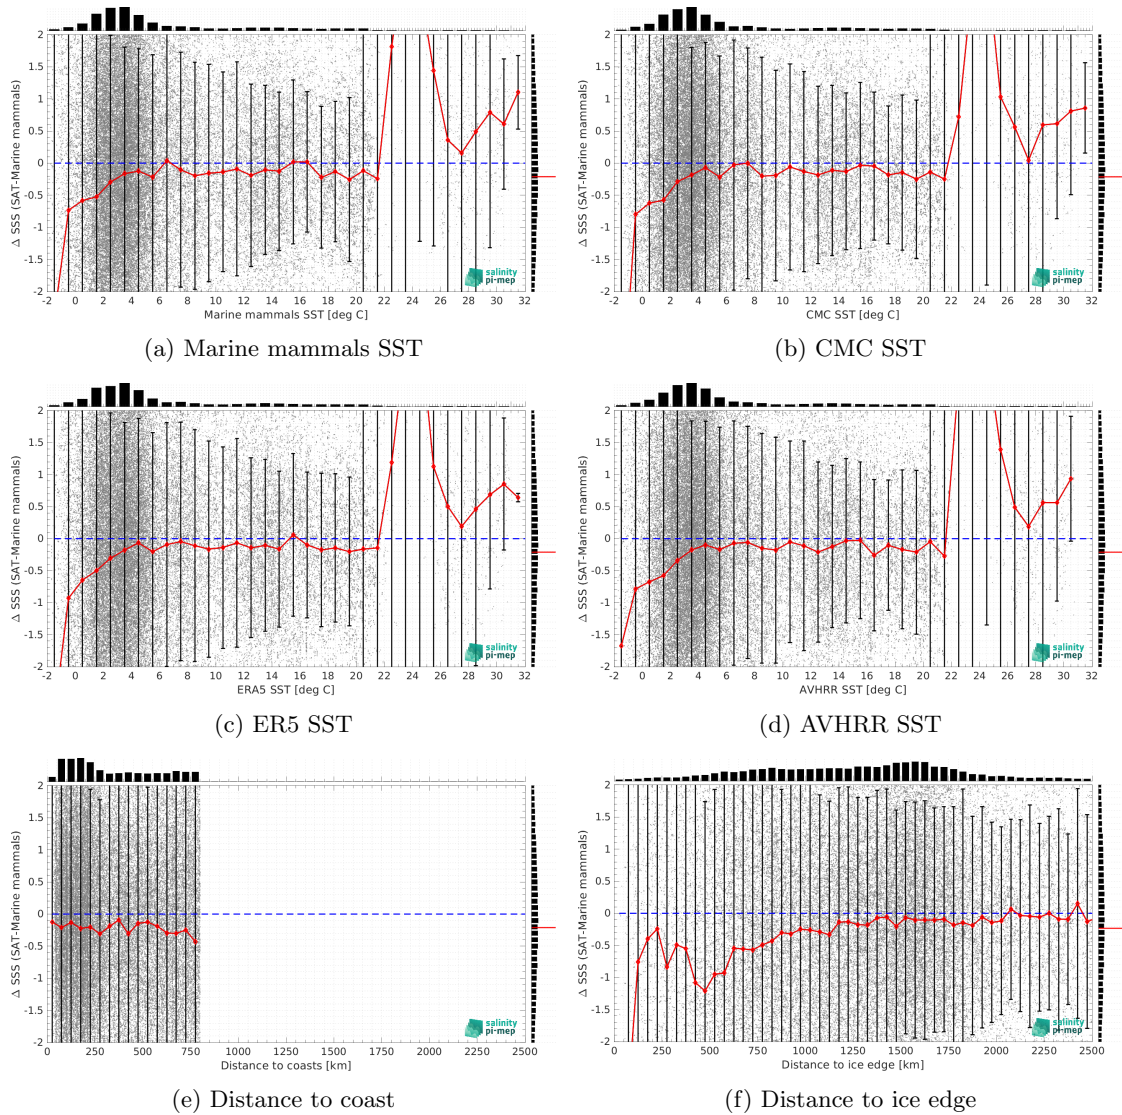 2
1.5
1
0.5
0
-0.5
-1
-1.5
-2
Δ SSS (SAT-Marine mammals)
salinity
pi-mep
-2 0 2 4 6 8 10 12 14 16 18 20 22 24 26 28 30 32
Marine mammals SST [deg C]
(a) Marine mammals SST
2
1.5
1
0.5
0
-0.5
-1
-1.5
-2
Δ SSS (SAT-Marine mammals)
salinity
pi-mep
-2 0 2 4 6 8 10 12 14 16 18 20 22 24 26 28 30 32
CMC SST [deg C]
(b) CMC SST
2
1.5
1
0.5
0
-0.5
-1
-1.5
-2
Δ SSS (SAT-Marine mammals)
salinity
pi-mep
-2 0 2 4 6 8 10 12 14 16 18 20 22 24 26 28 30 32
ERA5 SST [deg C]
(c) ER5 SST
2
1.5
1
0.5
0
-0.5
-1
-1.5
-2
Δ SSS (SAT-Marine mammals)
salinity
pi-mep
-2 0 2 4 6 8 10 12 14 16 18 20 22 24 26 28 30 32
AVHRR SST [deg C]
(d) AVHRR SST
2
1.5
1
0.5
0
-0.5
-1
-1.5
-2
Δ SSS (SAT-Marine mammals)
salinity
pi-mep
0 250 500 750 1000 1250 1500 1750 2000 2250 2500
Distance to coasts [km]
(e) Distance to coast
2
1.5
1
0.5
0
-0.5
-1
-1.5
-2
Δ SSS (SAT-Marine mammals)
salinity
pi-mep
0 250 500 750 1000 1250 1500 1750 2000 2250 2500
Distance to ice edge [km]
(f) Distance to ice edge